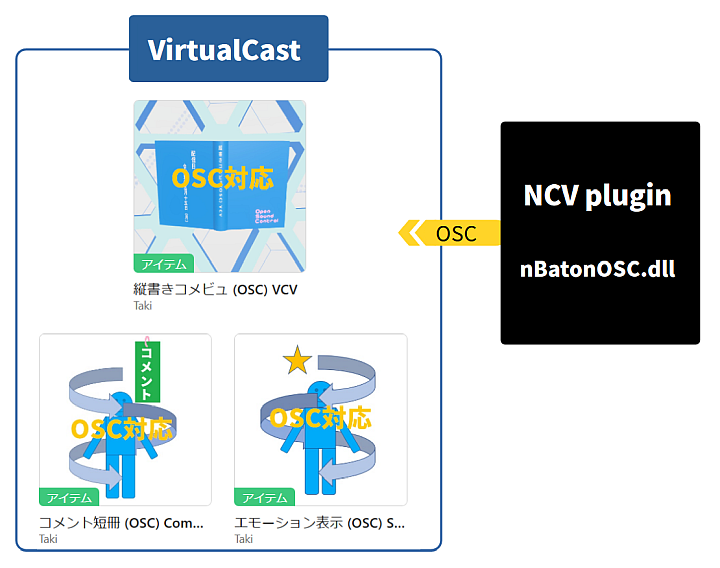 VirtualCast
OSC対応
Open
Sound
Control
アイテム
縦書きコメビュ (OSC) VCV
Taki
OSC
NCV plugin
nBatonOSC.dll
コメント
OSC対応
アイテム
コメント短冊 (OSC) Com...
Taki
OSC対応
アイテム
エモーション表示 (OSC) S...
Taki